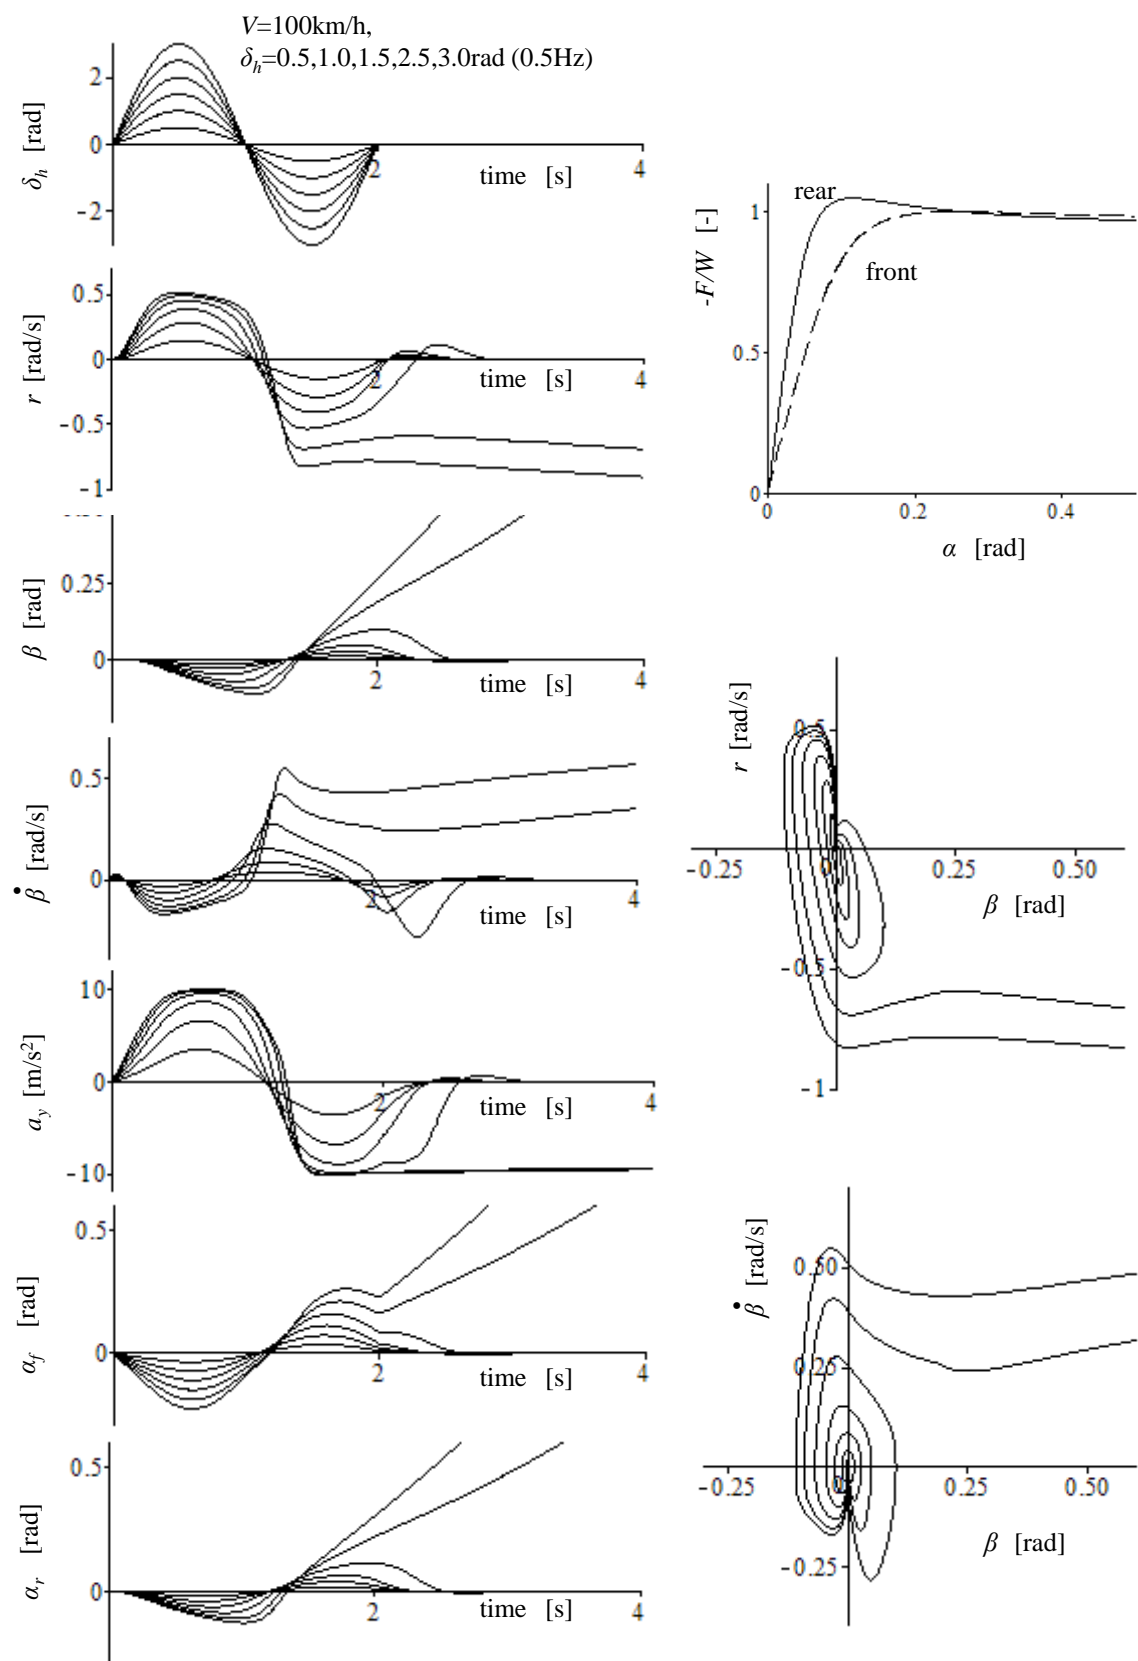 V=100km/h,
δh=0.5,1.0,1.5,2.5,3.0rad (0.5Hz)
δh [rad]
2
0
-2
2
time [s]
4
r [rad/s]
0.5
0
-0.5
-1
2
time [s]
4
β [rad]
0.25
0
2
time [s]
4
β̇ [rad/s]
0.5
0
2
time [s]
4
ay [m/s²]
10
0
-10
2
time [s]
4
αf [rad]
0.5
0
2
time [s]
4
αr [rad]
0.5
0
2
time [s]
4
-F/W [-]
1
0.5
0
rear
front
0
0.2
0.4
α [rad]
r [rad/s]
0.5
-0.25
0
0.25
0.50
β [rad]
-0.5
-1
β̇ [rad/s]
0.50
0.25
-0.25
0.25
0.50
β [rad]
-0.25